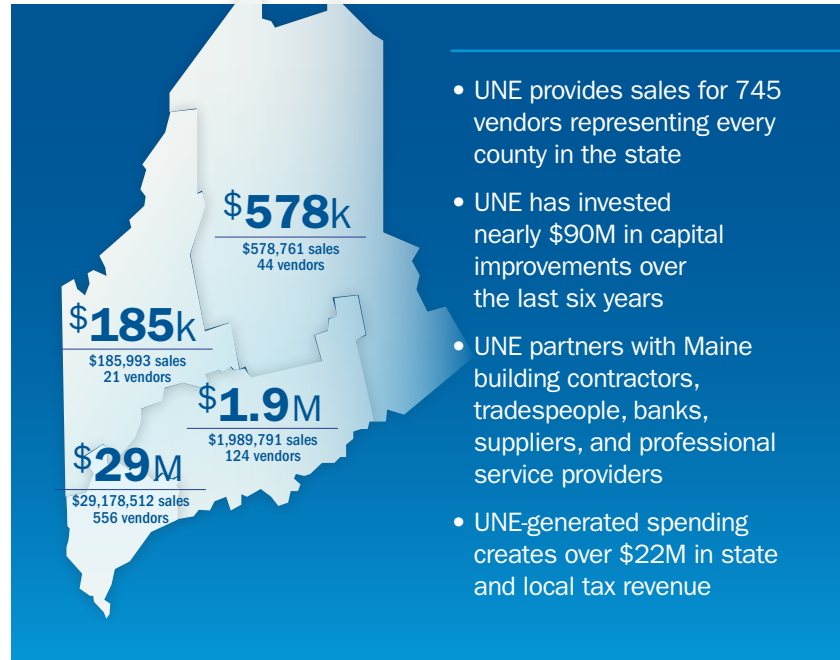 $578k
$578,761 sales
44 vendors
$185k
$185,993 sales
21 vendors
$1.9M
$1,989,791 sales
124 vendors
$29M
$29,178,512 sales
556 vendors
• UNE provides sales for 745
vendors representing every
county in the state
• UNE has invested
nearly $90M in capital
improvements over
the last six years
• UNE partners with Maine
building contractors,
tradespeople, banks,
suppliers, and professional
service providers
• UNE-generated spending
creates over $22M in state
and local tax revenue